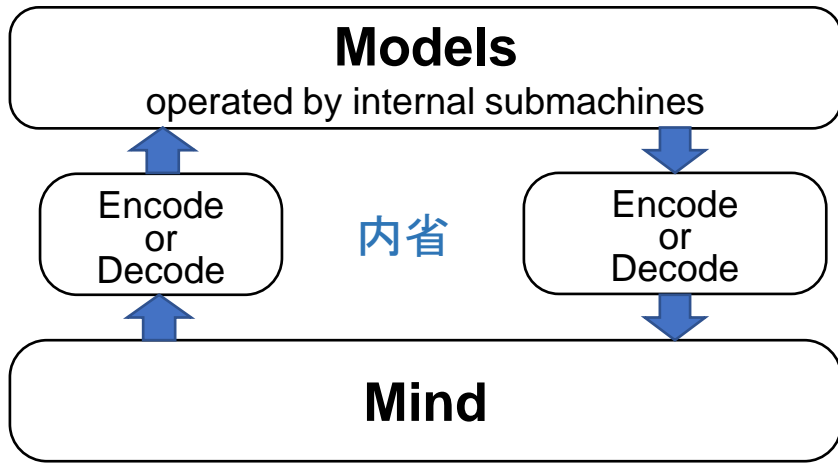 Models
operated by internal submachines
Encode
or
Decode
内省
Encode
or
Decode
Mind